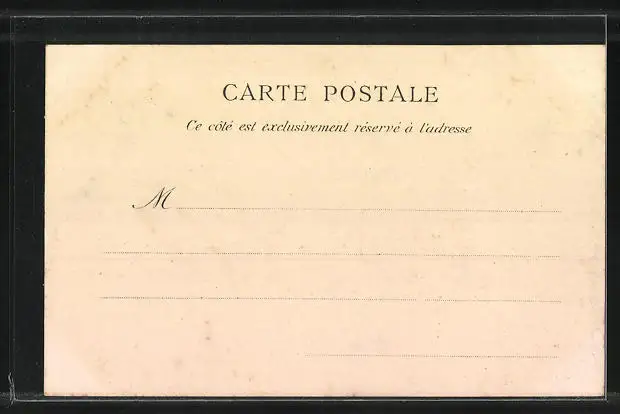 CARTE POSTALE
Ce côté est exclusivement réservé à l'adresse
M